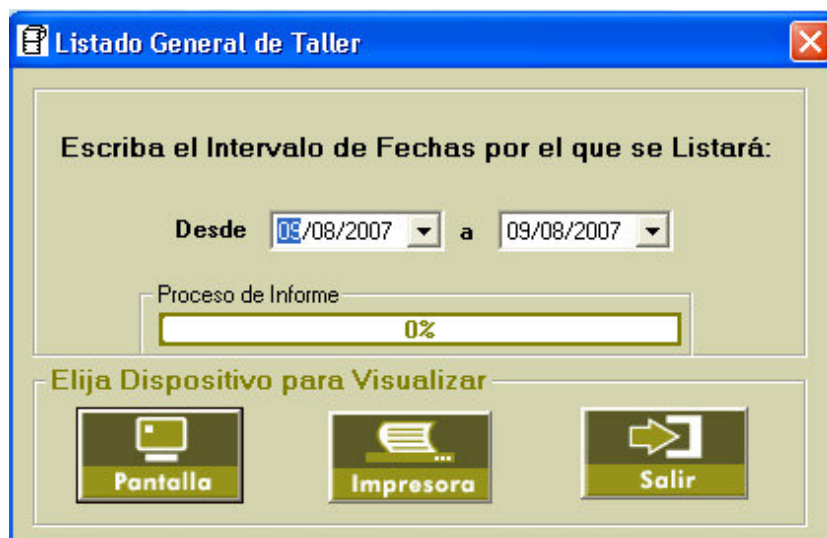 Listado General de Taller
Escriba el Intervalo de Fechas por el que se Listará:
Desde 09/08/2007 a 09/08/2007
Proceso de Informe
0%
Elija Dispositivo para Visualizar
Pantalla Impresora Salir